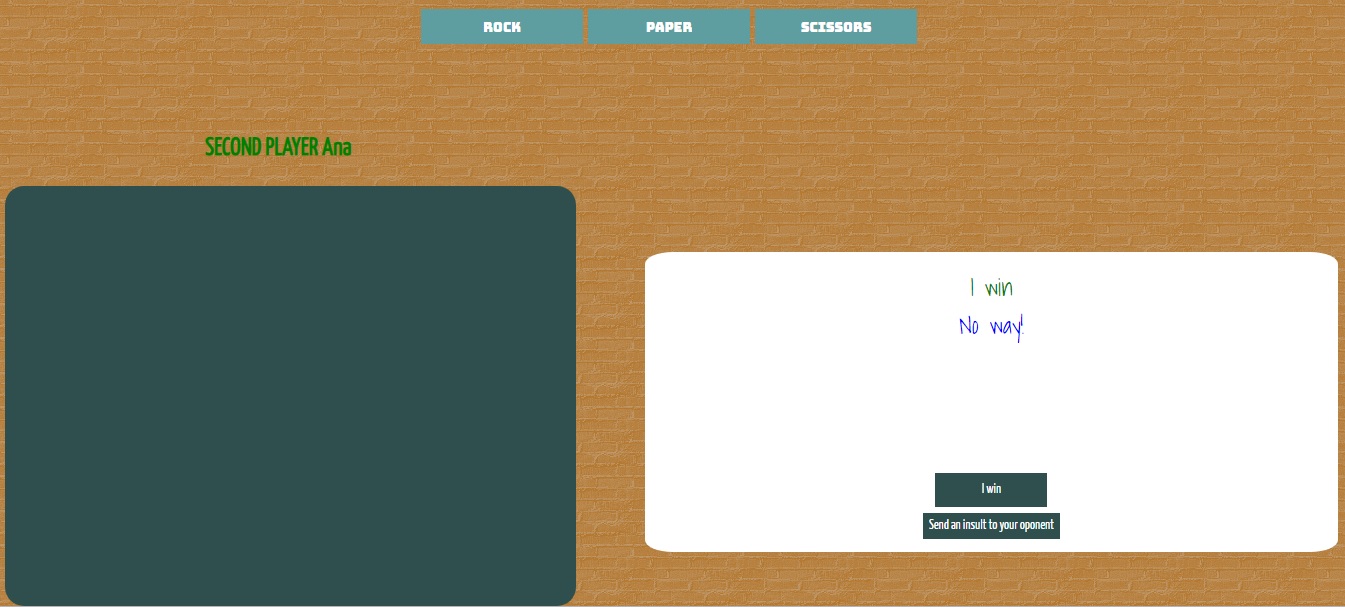 ROCK
PAPER
SCISSORS
SECOND PLAYER Ana
I win
No way!
I win
Send an insult to your oponent